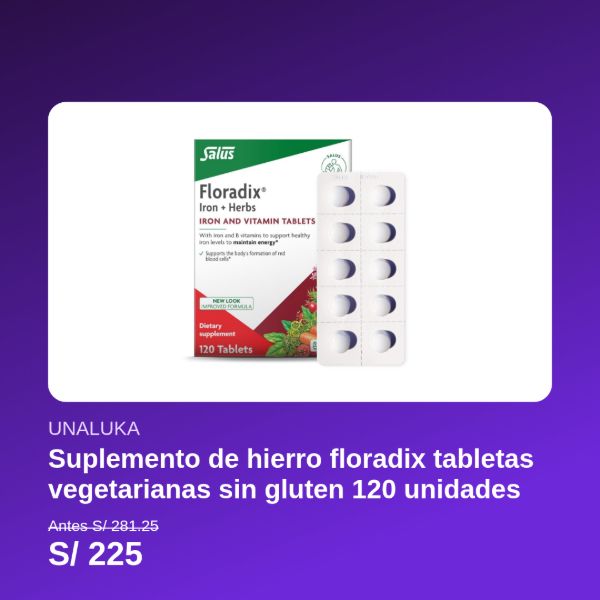 Salus
SALUS
Floradix®
Iron + Herbs
IRON AND VITAMIN TABLETS
With iron and B vitamins to support healthy
iron levels to maintain energy*
✓ Supports the body's formation of red
blood cells*
NEW LOOK
IMPROVED FORMULA
Dietary
supplement
120 Tablets
UNALUKA
Suplemento de hierro floradix tabletas
vegetarianas sin gluten 120 unidades
Antes S/ 281.25
S/ 225